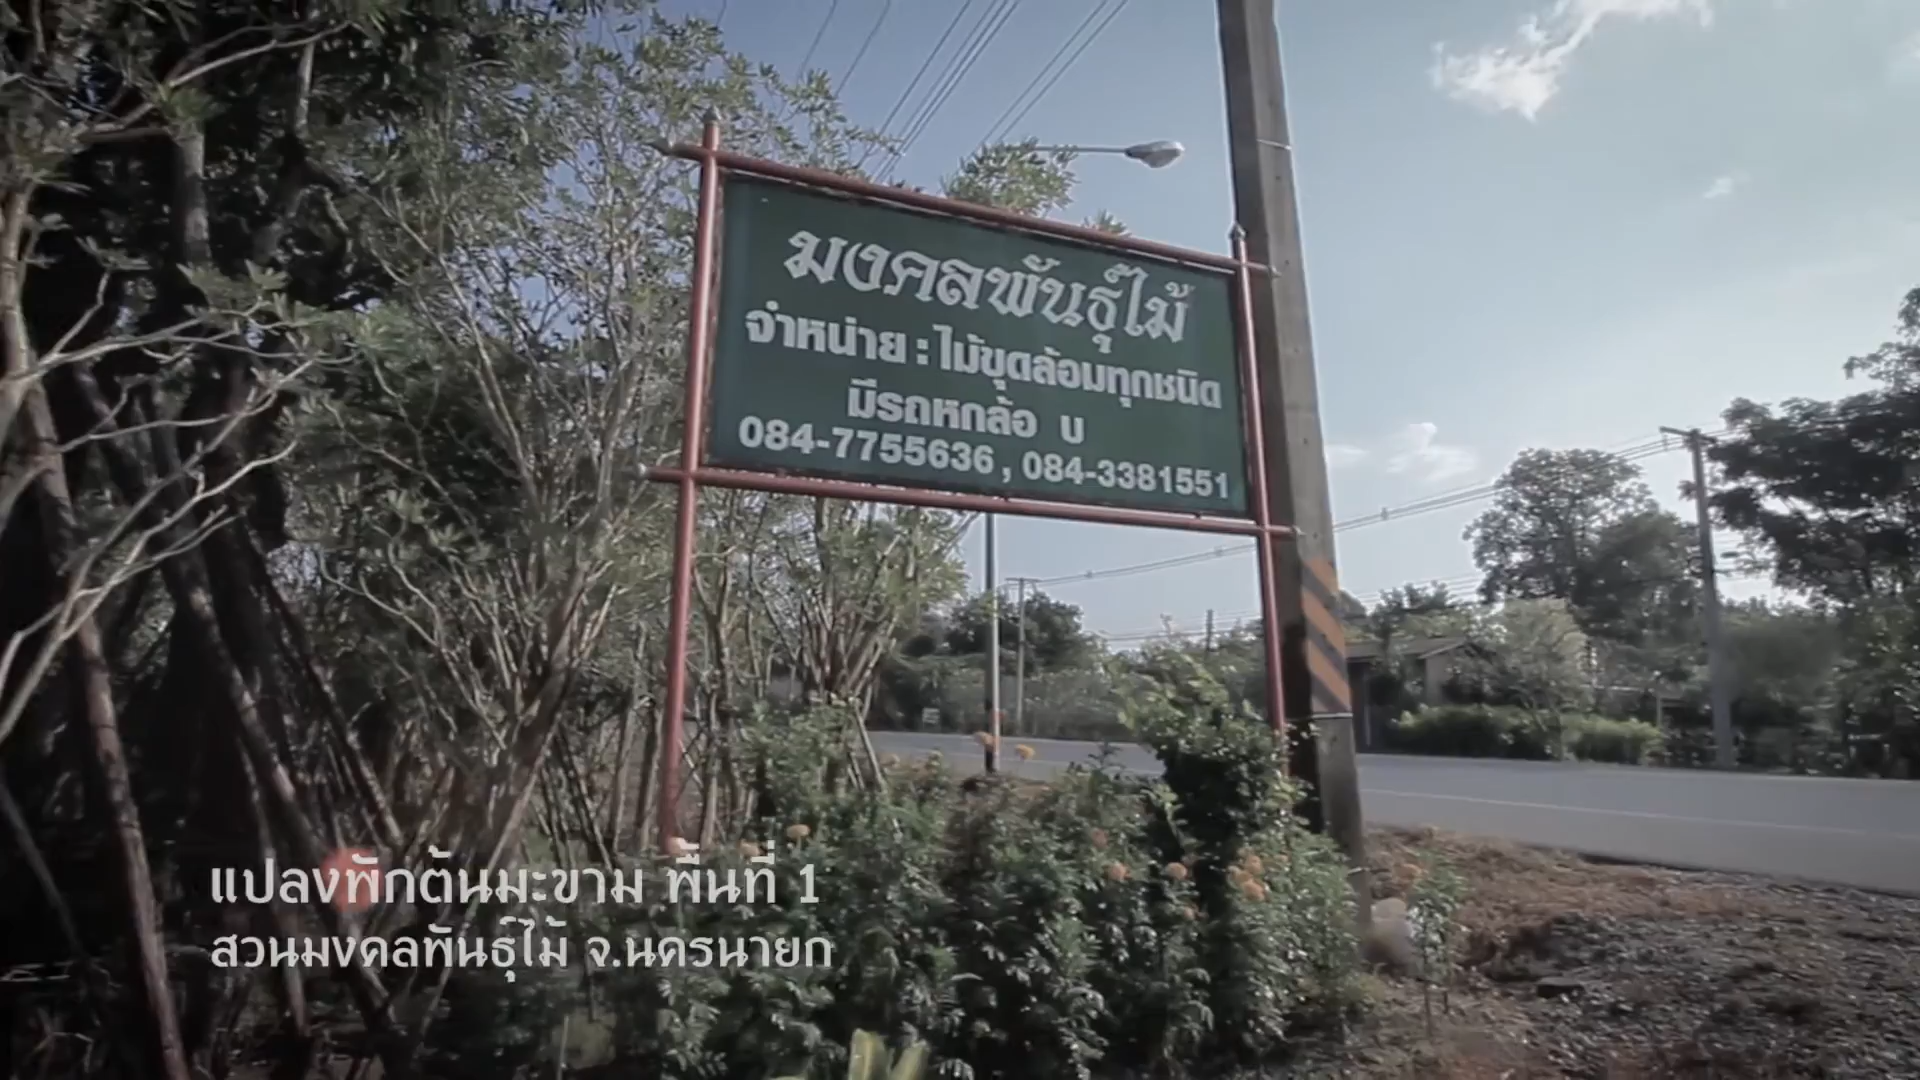 มงคลพันธุ์ไม้
จำหน่าย : ไม้ขุดล้อมทุกชนิด
มีรถหกล้อ บ
084-7755636 , 084-3381551
แปลงพักต้นมะขาม พื้นที่ 1
สวนมงคลพันธุ์ไม้ จ.นครนายก